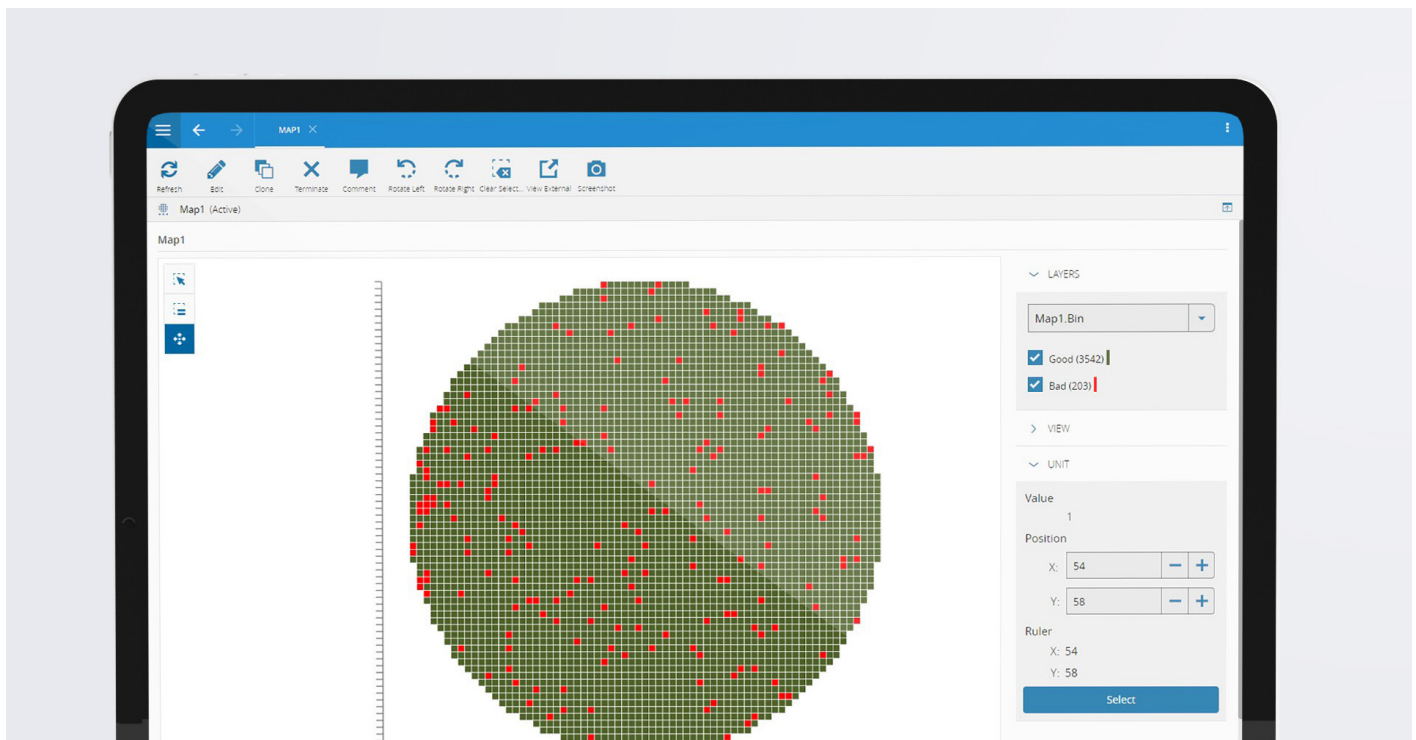 MAP1
Refresh
Edit
Clone
Terminate
Comment
Rotate Left
Rotate Right
Clear Select...
View External
Screenshot
Map1 (Active)
Map1
LAYERS
Map1.Bin
Good (3542)
Bad (203)
VIEW
UNIT
Value
1
Position
X: 54
Y: 58
Ruler
X: 54
Y: 58
Select